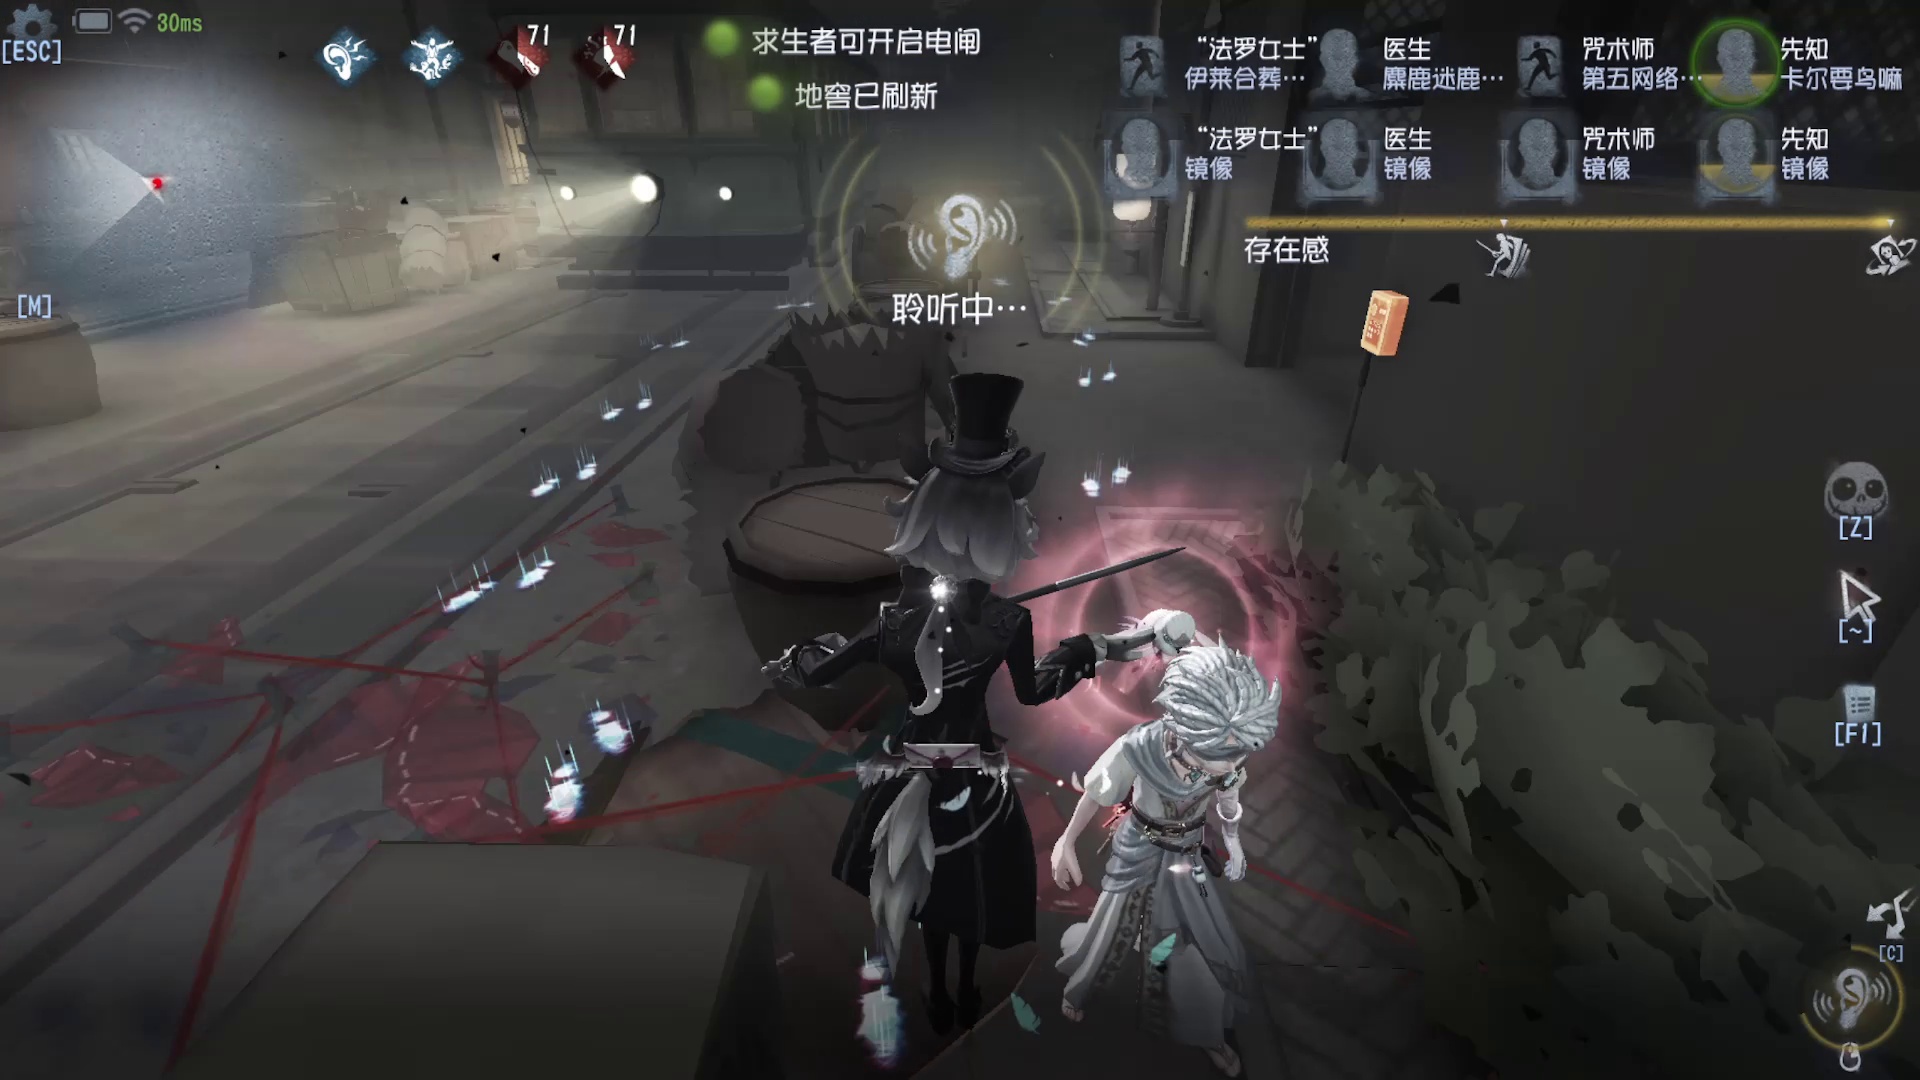 30ms
[ESC]
71
71
求生者可开启电闸
地窖已刷新
“法罗女士”
伊莱合葬…
医生
麋鹿迷鹿…
咒术师
第五网络…
先知
卡尔要鸟嘛
“法罗女士”
镜像
医生
镜像
咒术师
镜像
先知
镜像
存在感
聆听中…
[M]
[Z]
[~]
[F1]
[C]